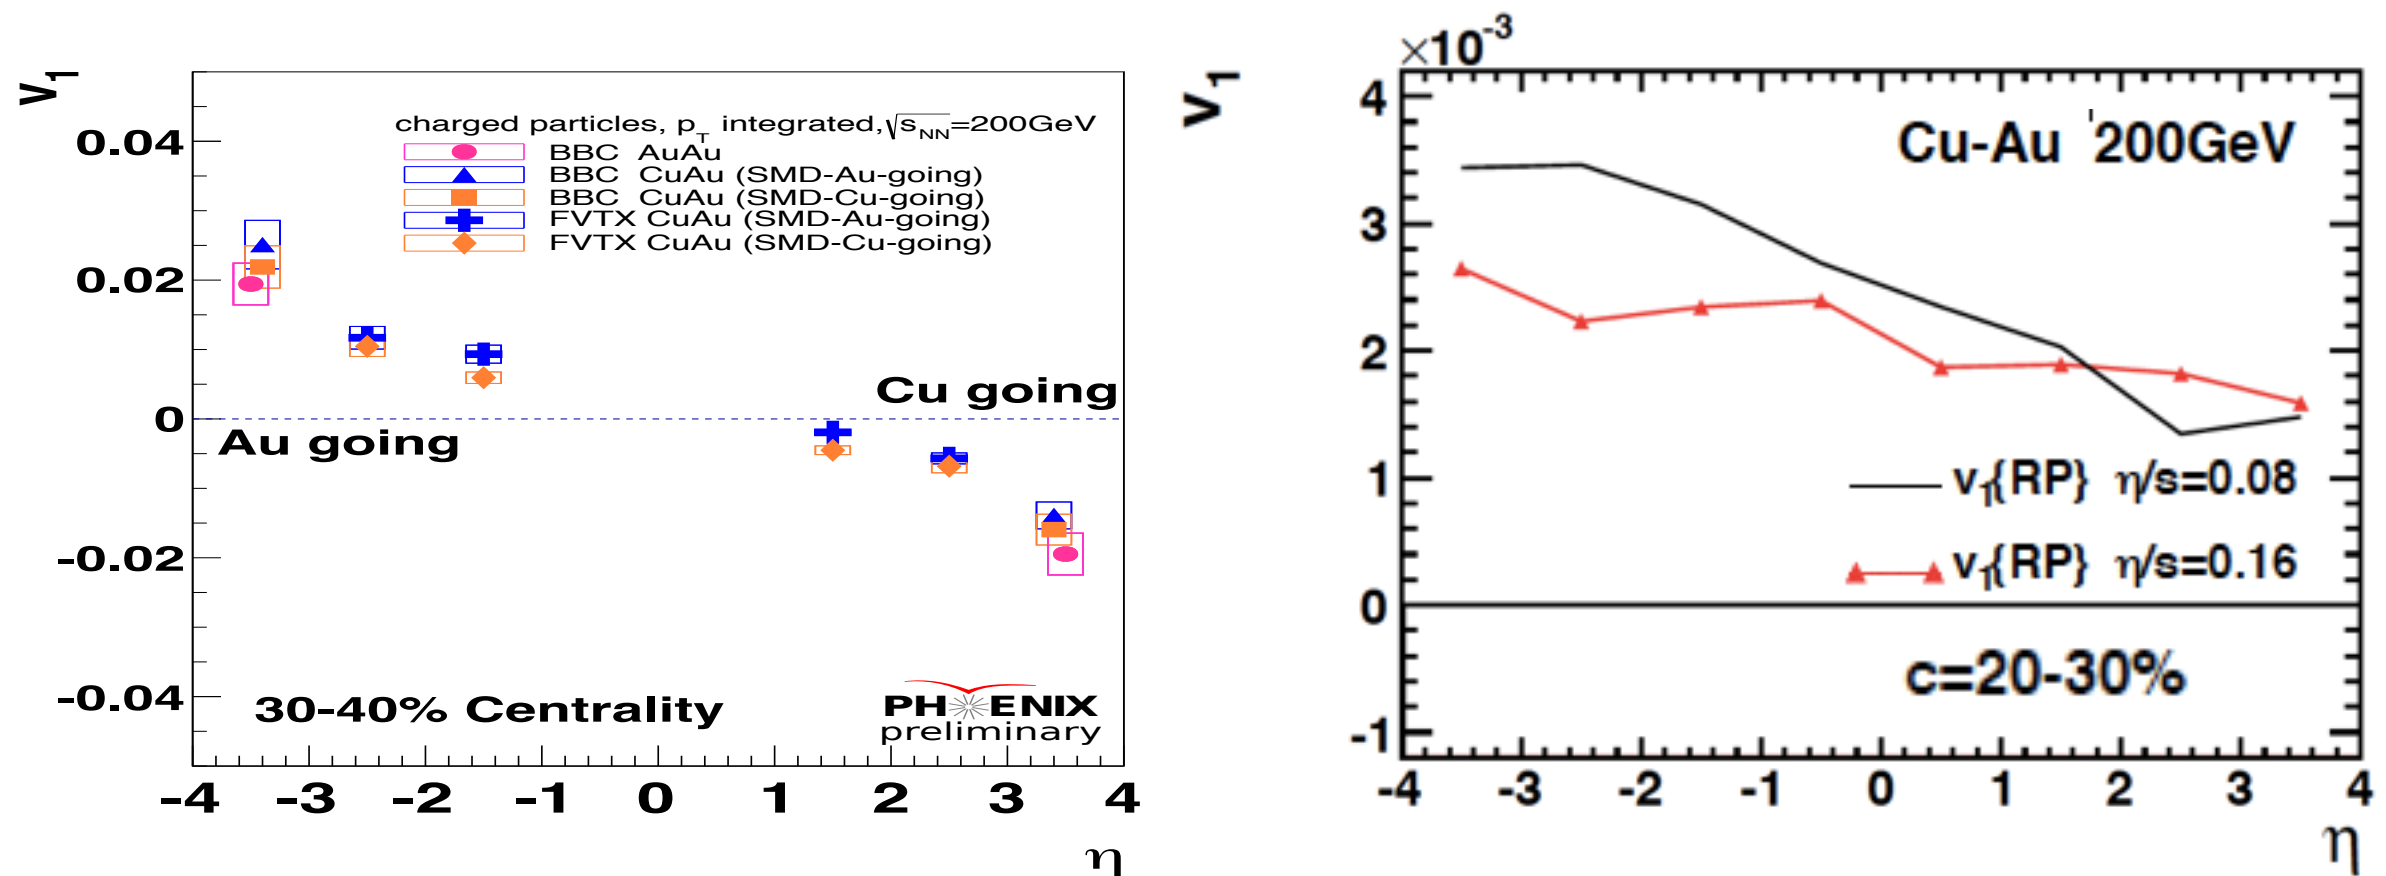 v1
0.04
0.02
0
-0.02
-0.04
charged particles, pT integrated,√sNN=200GeV
BBC AuAu
BBC CuAu (SMD-Au-going)
BBC CuAu (SMD-Cu-going)
FVTX CuAu (SMD-Au-going)
FVTX CuAu (SMD-Cu-going)
Cu going
Au going
30-40% Centrality
PHENIX
preliminary
-4 -3 -2 -1 0 1 2 3 4
η
×10-3
v1
4
3
2
1
0
-1
Cu-Au 200GeV
v1{RP} η/s=0.08
v1{RP} η/s=0.16
c=20-30%
-4 -3 -2 -1 0 1 2 3 4
η